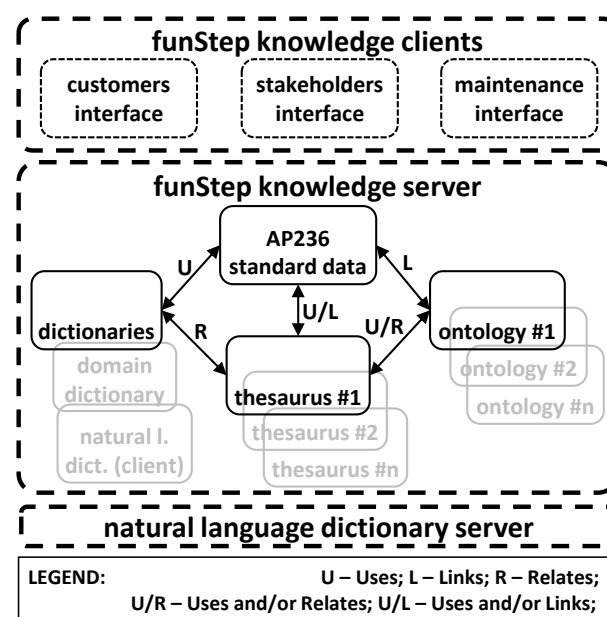 funStep knowledge clients
customers
interface
stakeholders
interface
maintenance
interface
funStep knowledge server
AP236
standard data
U
L
dictionaries
R
U/L
U/R
ontology #1
domain
dictionary
thesaurus #1
ontology #2
ontology #n
natural l.
dict. (client)
thesaurus #2
thesaurus #n
natural language dictionary server
LEGEND: U – Uses; L – Links; R – Relates;
U/R – Uses and/or Relates; U/L – Uses and/or Links;